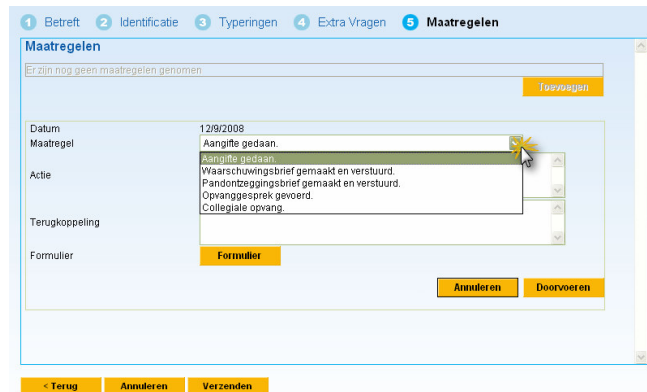 1 Betreft 2 Identificatie 3 Typeringen 4 Extra Vragen 5 Maatregelen
Maatregelen
Er zijn nog geen maatregelen genomen
Toevoegen
Datum 12/9/2008
Maatregel Aangifte gedaan.
Aangifte gedaan.
Waarschuwingsbrief gemaakt en verstuurd.
Actie
Pandontzeggingsbrief gemaakt en verstuurd.
Opvanggesprek gevoerd.
Collegiale opvang.
Terugkoppeling
Formulier Formulier
Annuleren Doorvoeren
< Terug Annuleren Verzenden